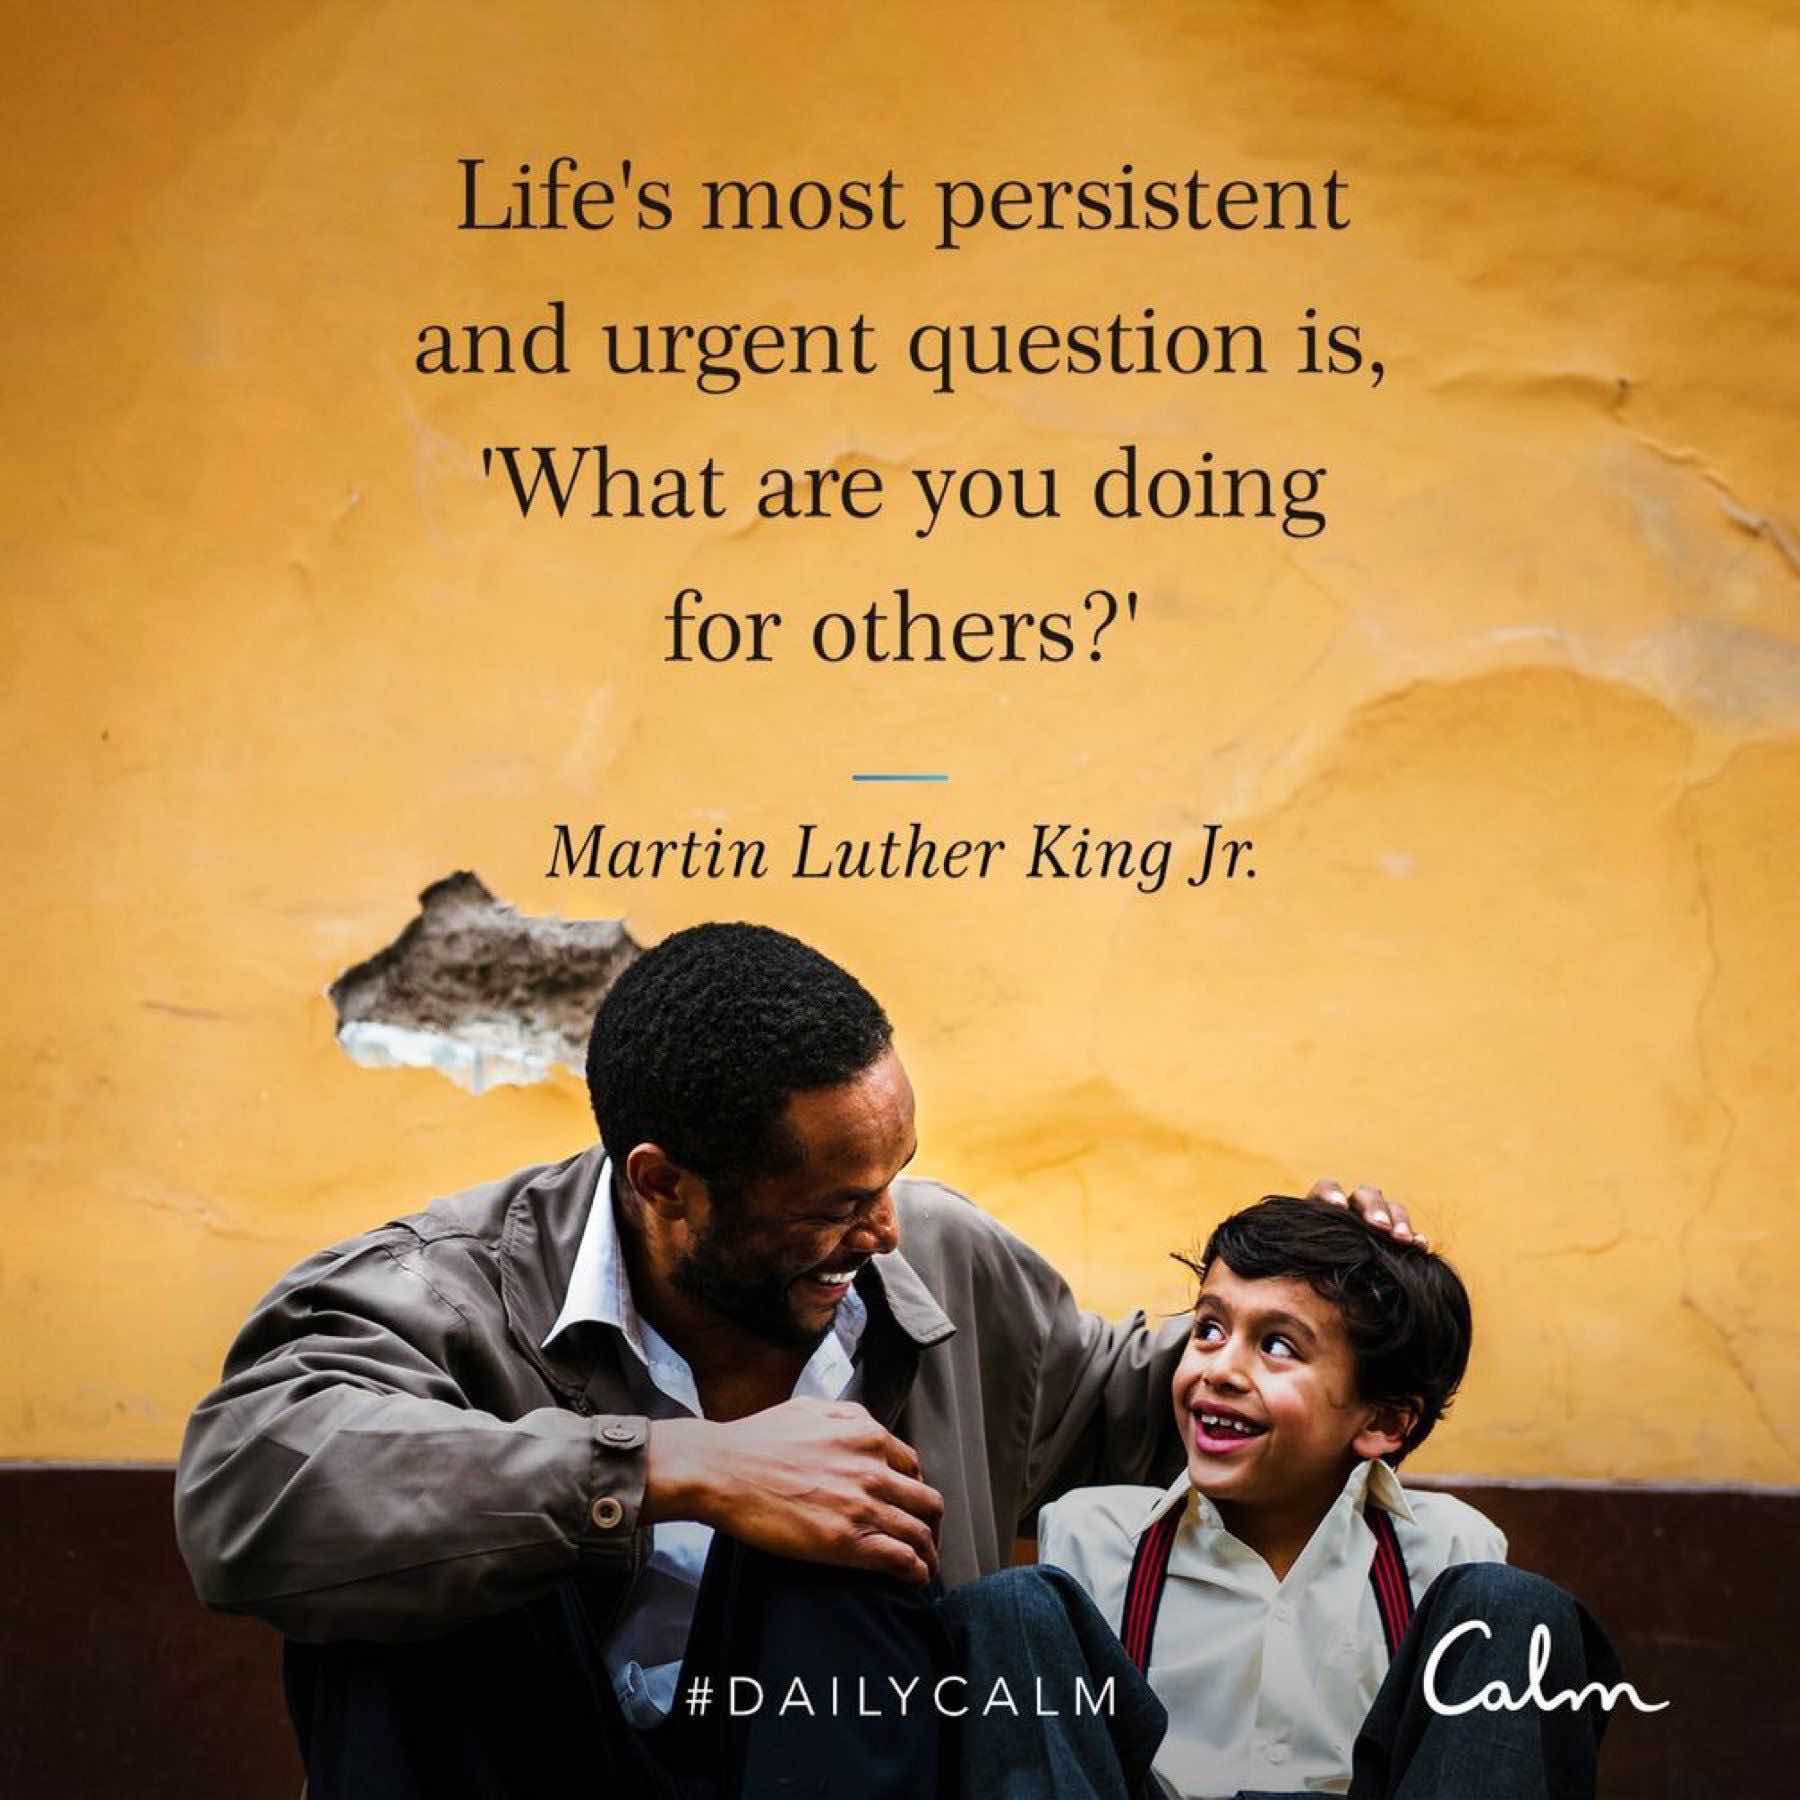 Life's most persistent
and urgent question is,
'What are you doing
for others?'
Martin Luther King Jr.
#DAILYCALM
Calm